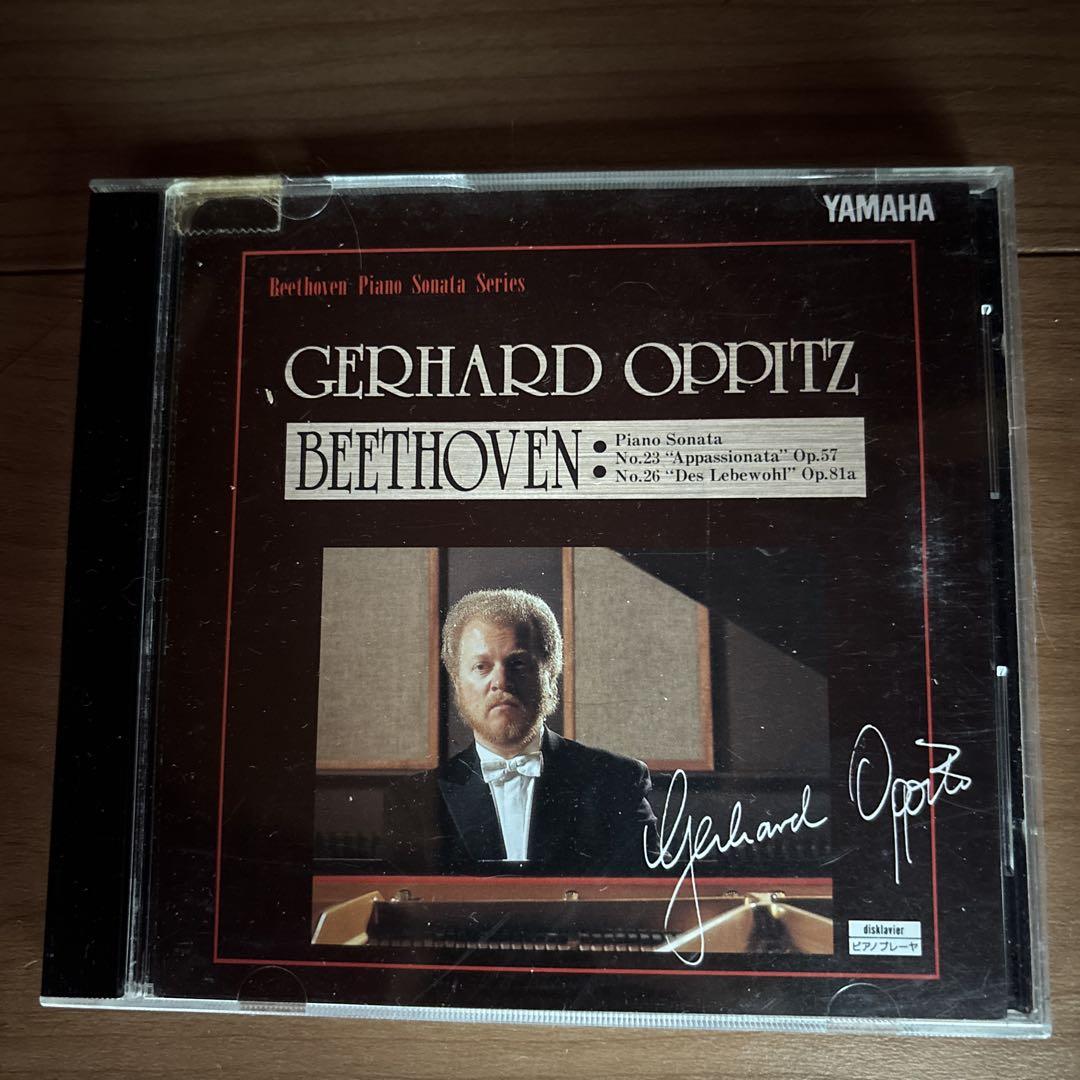 YAMAHA
Beethoven Piano Sonata Series
GERHARD OPPITZ
BEETHOVEN:
Piano Sonata
No.23 “Appassionata” Op.57
No.26 “Des Lebewohl” Op.81a
Gerhard Oppitz
disklavier
ピアノプレーヤ